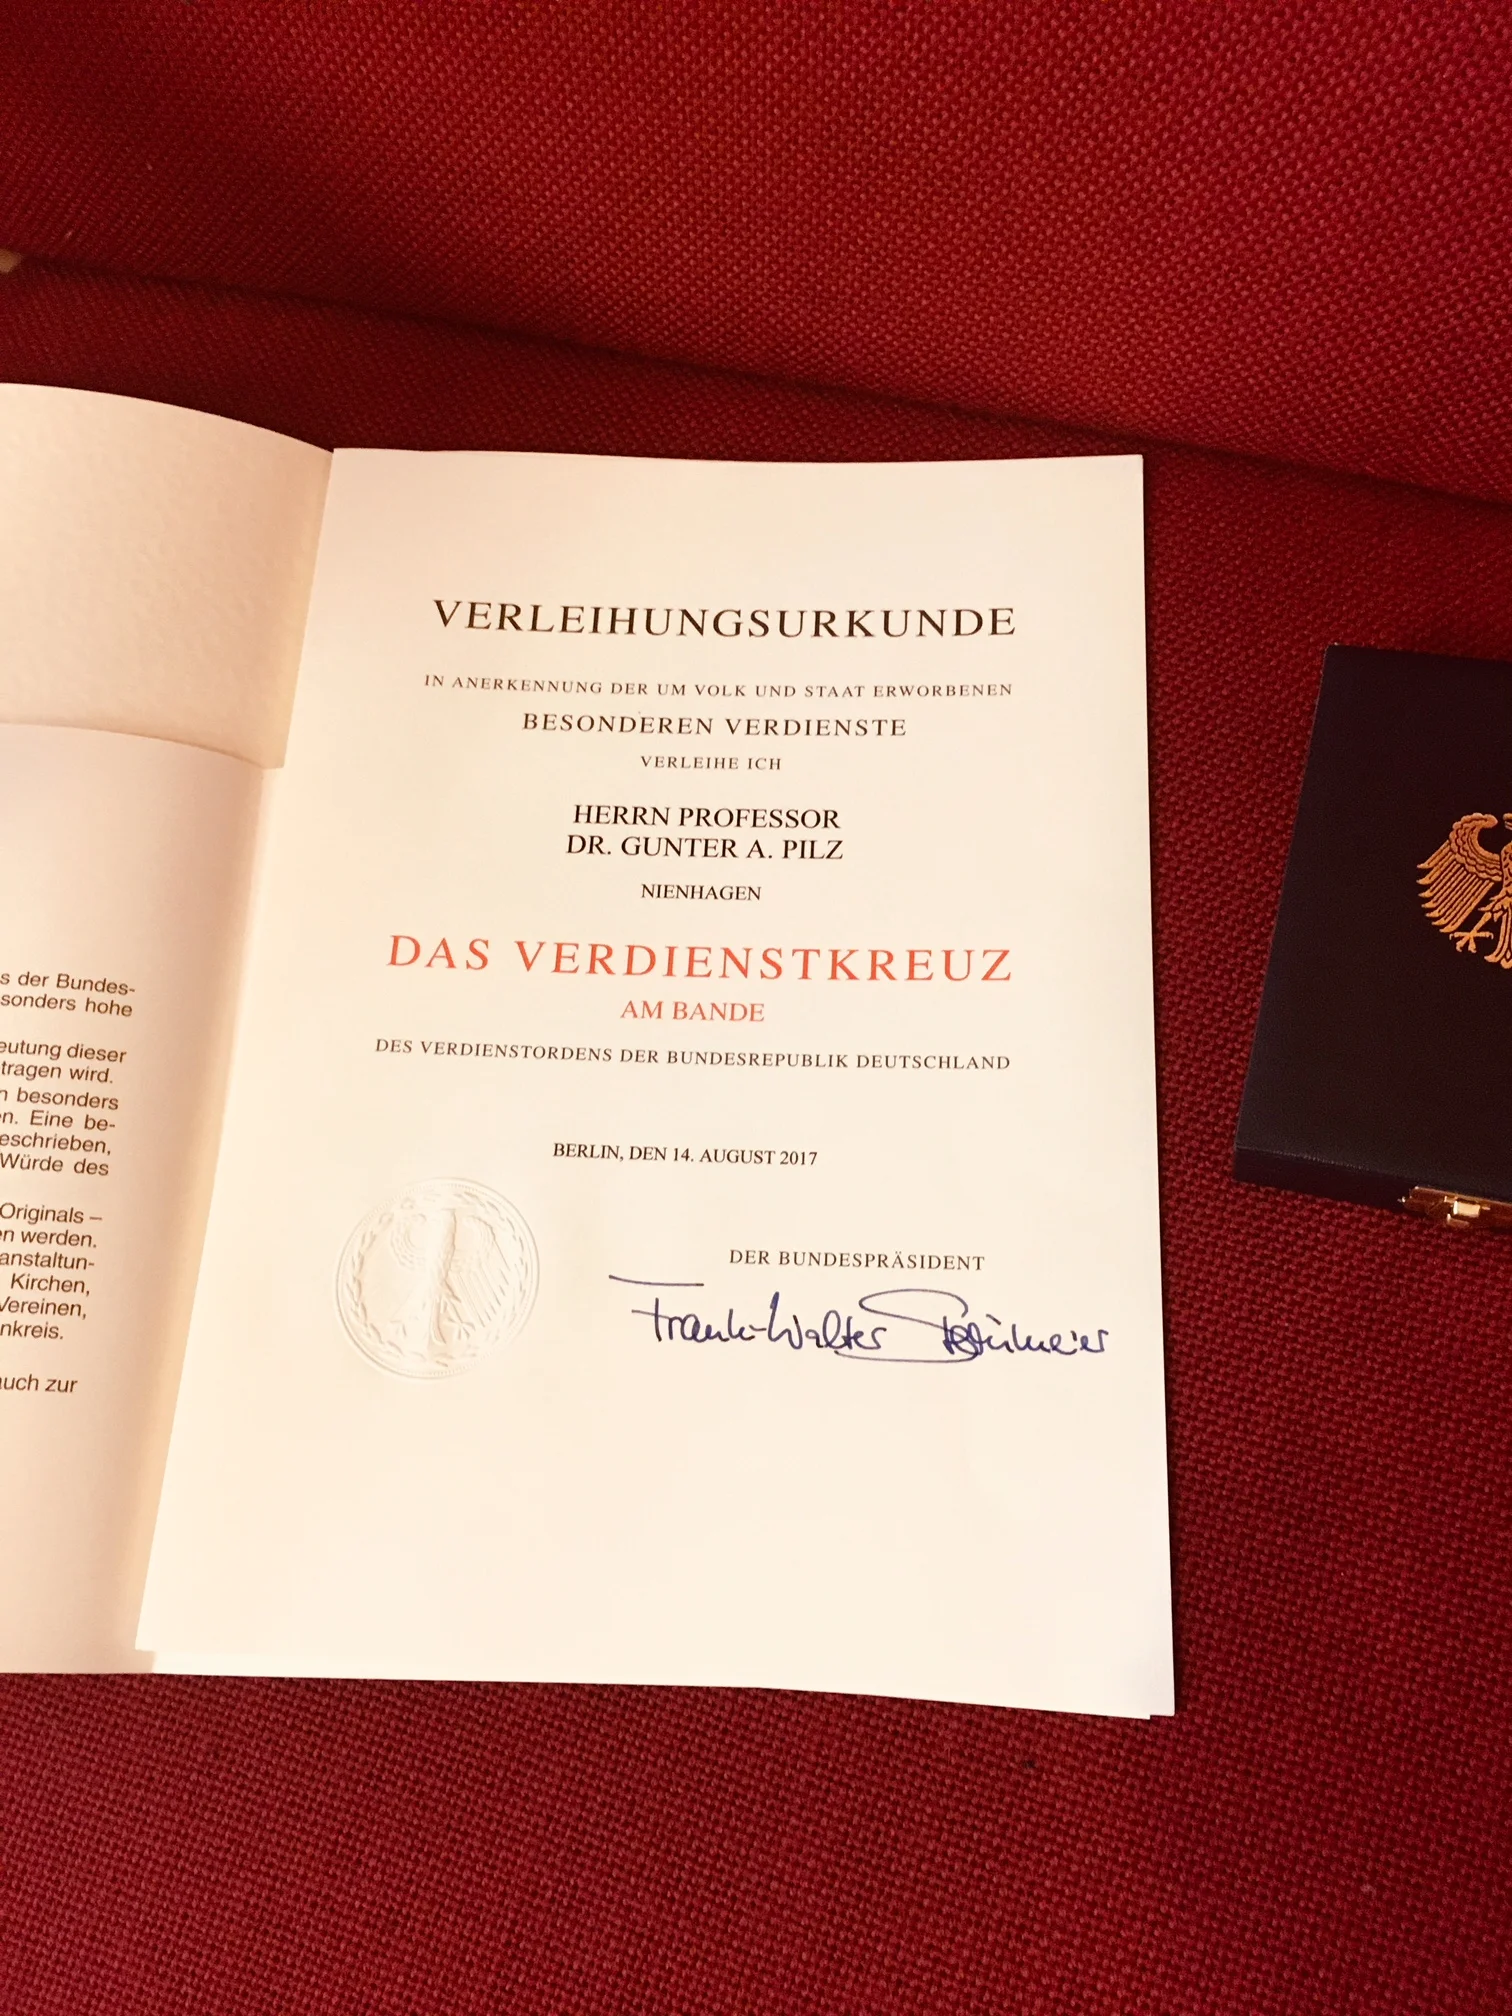 s der Bundes-
sonders hohe
eutung dieser
tragen wird.
n besonders
en. Eine be-
eschrieben,
Würde des
Originals –
en werden.
anstaltun-
Kirchen,
Vereinen,
nkreis.
auch zur
VERLEIHUNGSURKUNDE
IN ANERKENNUNG DER UM VOLK UND STAAT ERWORBENEN
BESONDEREN VERDIENSTE
VERLEIHE ICH
HERRN PROFESSOR
DR. GUNTER A. PILZ
NIENHAGEN
DAS VERDIENSTKREUZ
AM BANDE
DES VERDIENSTORDENS DER BUNDESREPUBLIK DEUTSCHLAND
BERLIN, DEN 14. AUGUST 2017
DER BUNDESPRÄSIDENT
Frank-Walter Steinmeier